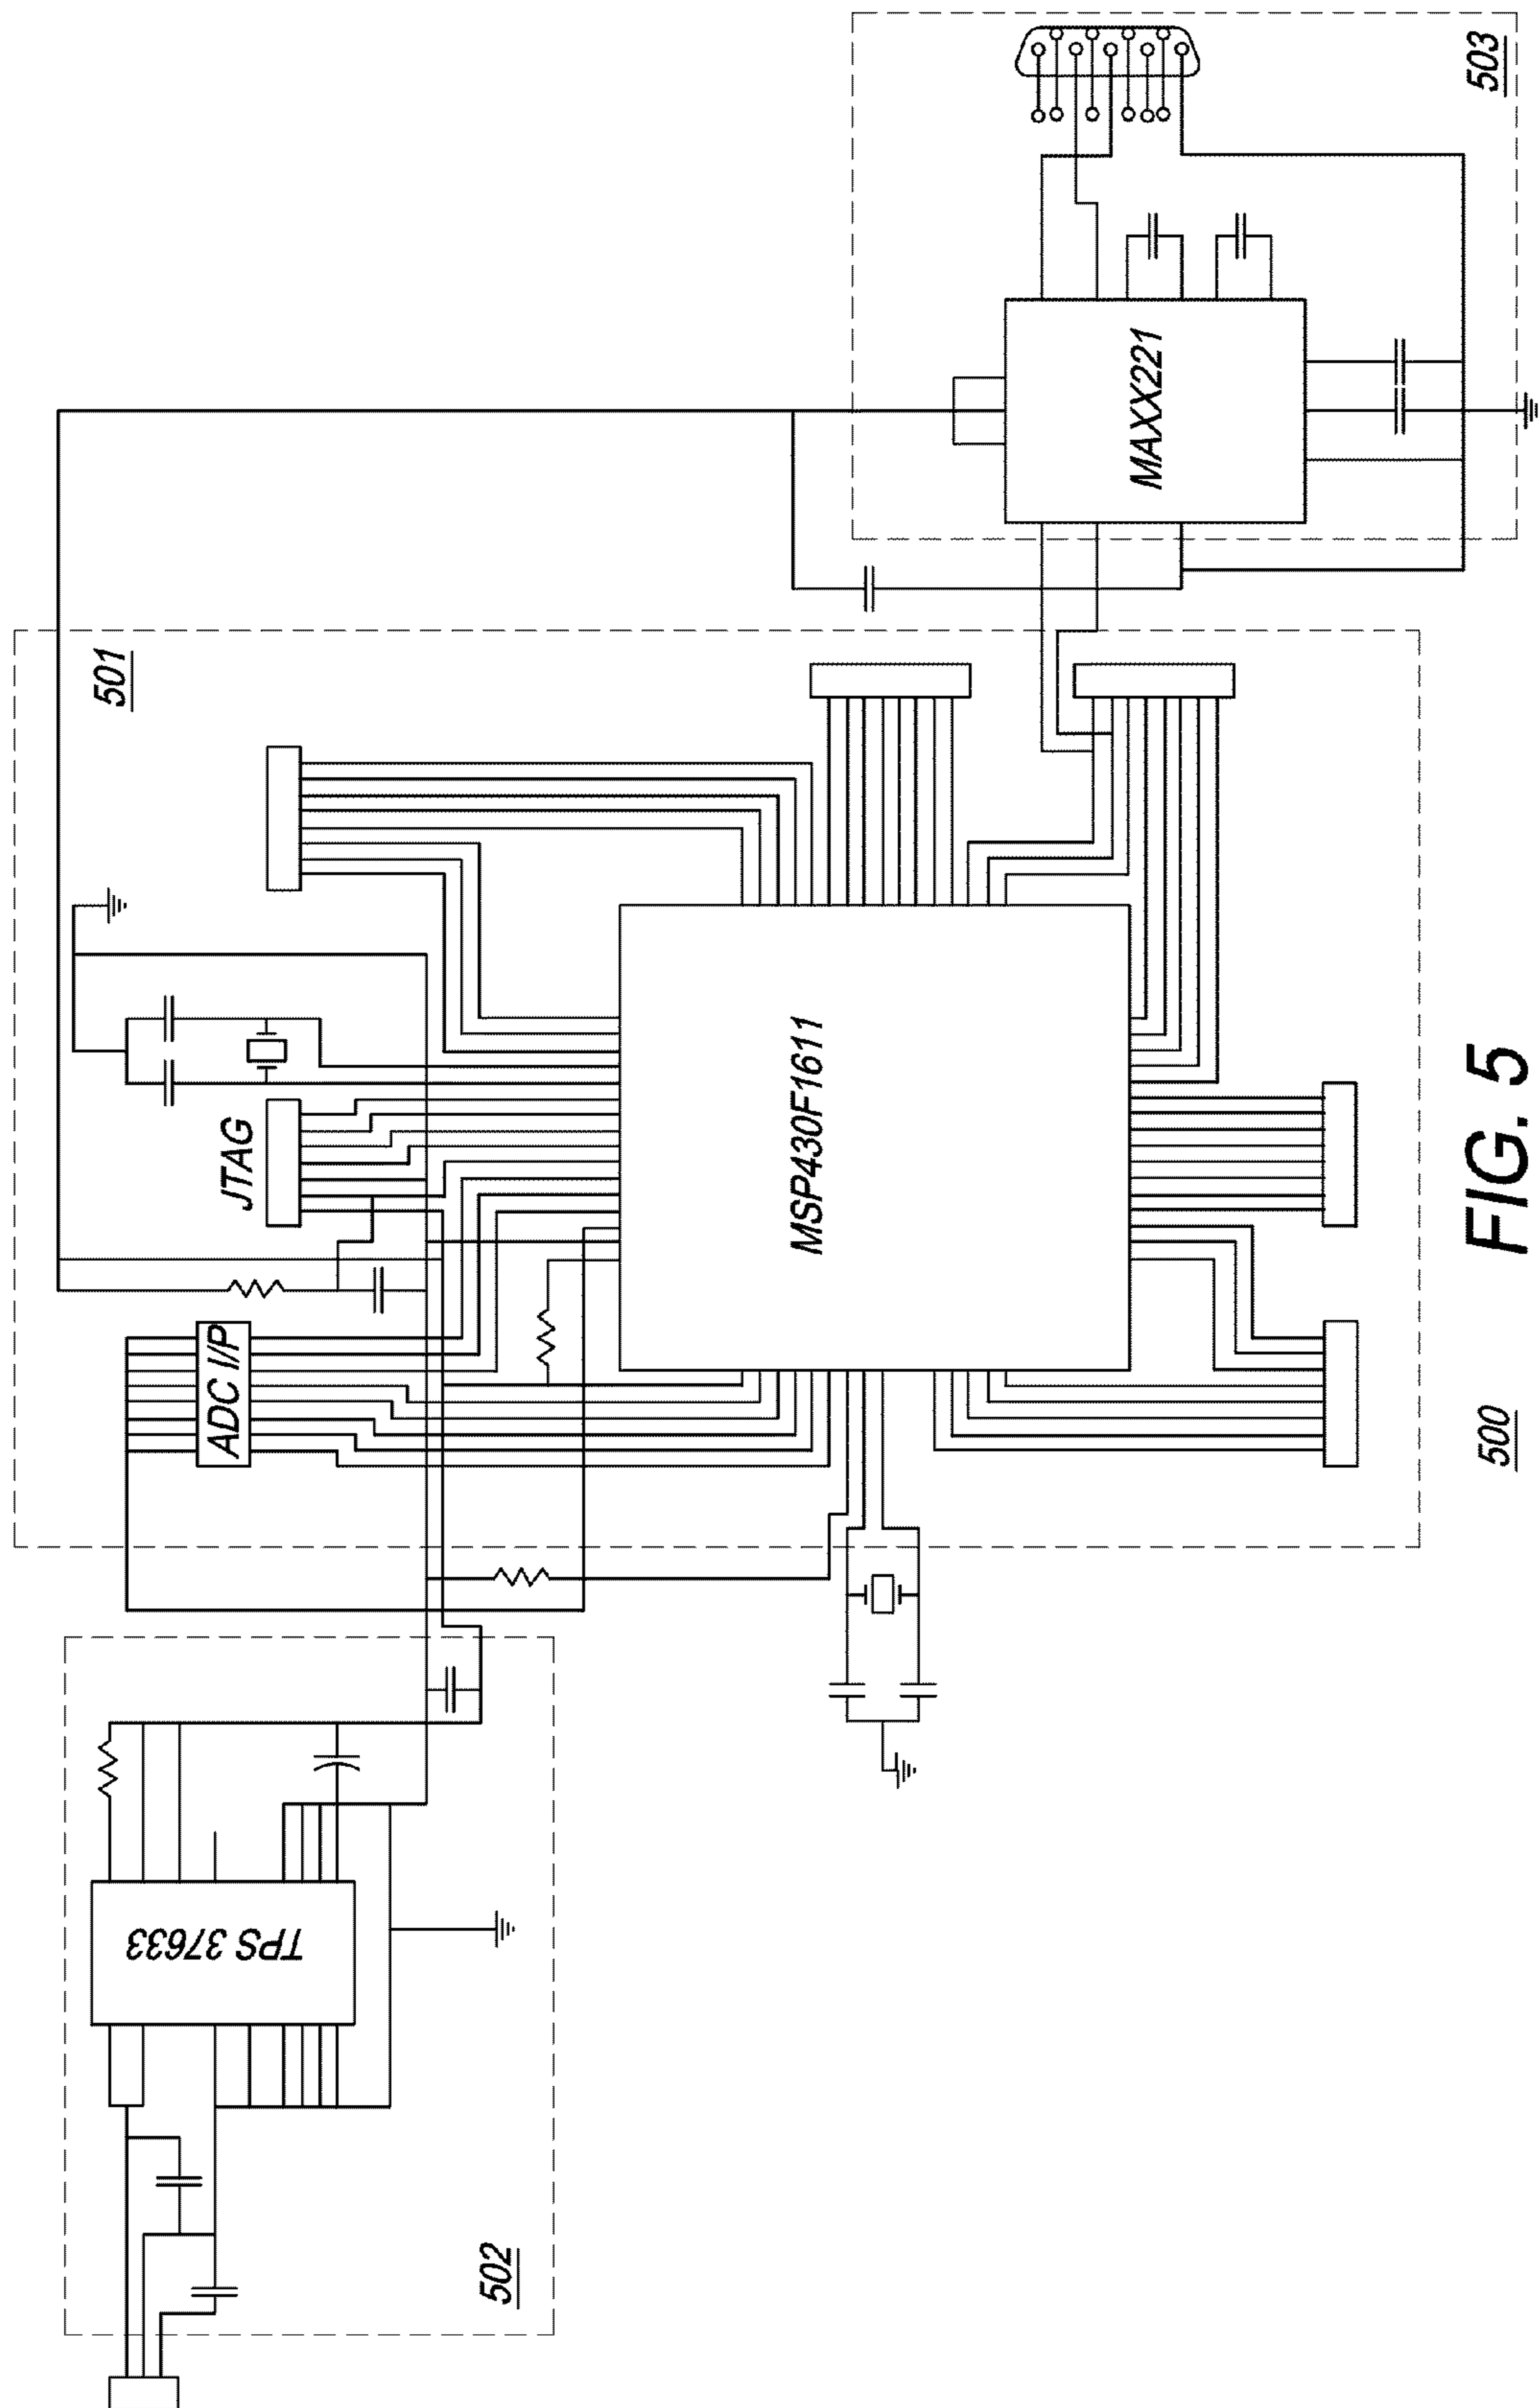 502
TPS 37633
ADC I/P
JTAG
501
MSP430F1611
MAXX221
503
500
FIG. 5